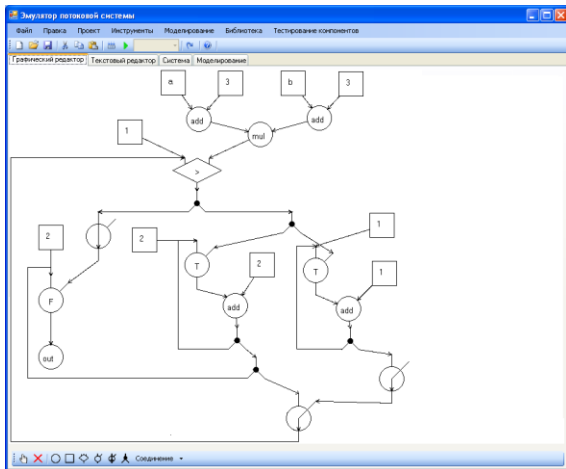 Эмулятор потоковой системы
Файл Правка Проект Инструменты Моделирование Библиотека Тестирование компонентов
Графический редактор Текстовый редактор Система Моделирование
a 3 b 3
add add
mul
1
>
2 2 1
T T
2 1
F
add add
out
Соединение